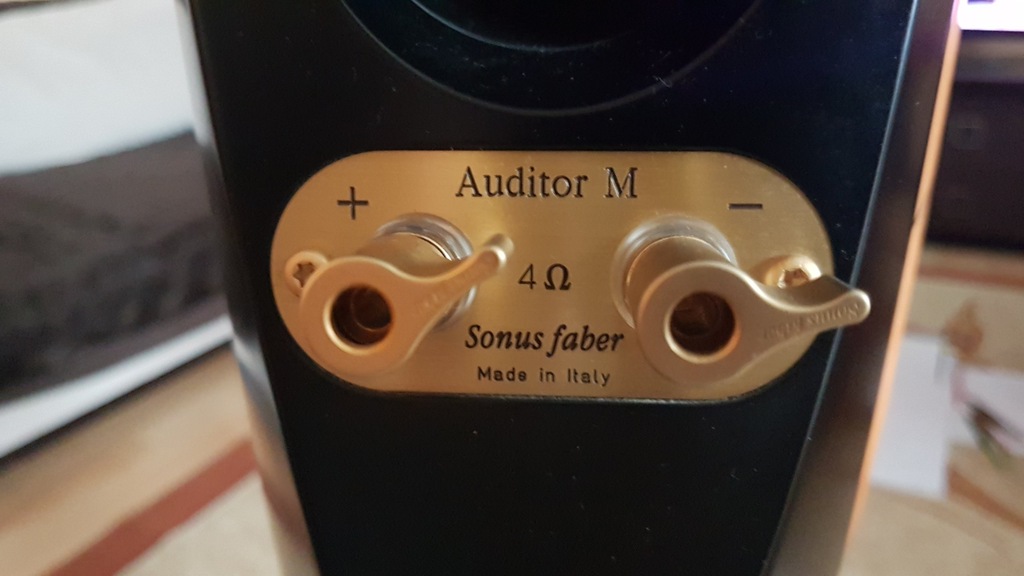 Auditor M
+ −
4Ω
Sonus faber
Made in Italy